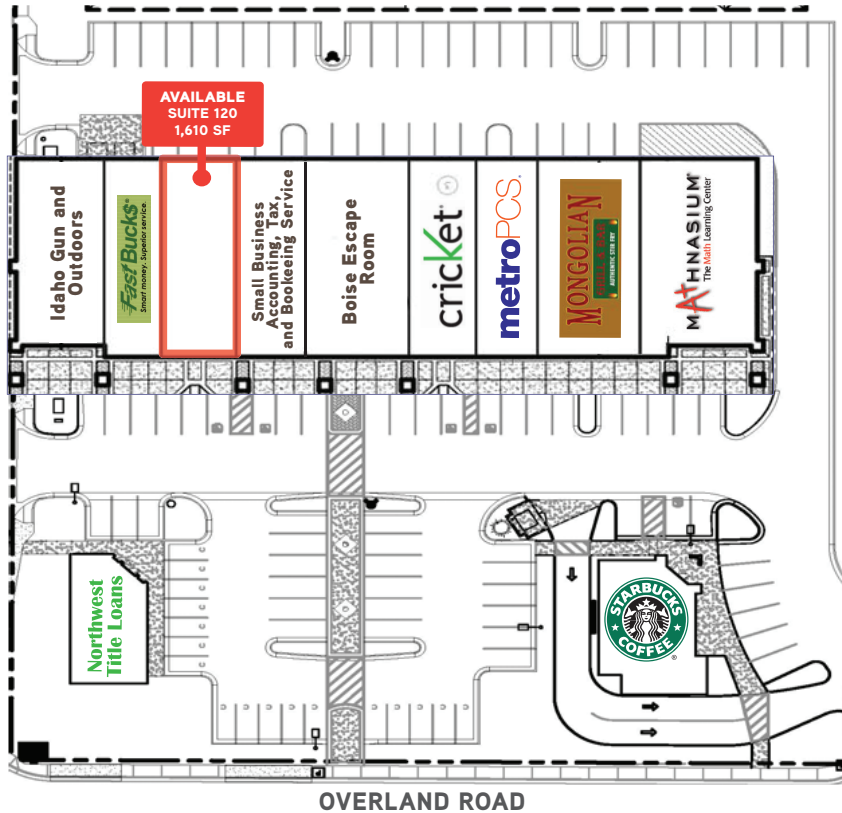 AVAILABLE
SUITE 120
1,610 SF
Idaho Gun and
Outdoors
FastBucks
Smart money. Superior service.
Small Business
Accounting, Tax,
and Bookeeing Service
Boise Escape
Room
cricket
metroPCS.
MONGOLIAN
AUTHENTIC STIR FRY
MATHNASIUM®
The Math Learning Center
Northwest
Title Loans
STARBUCKS
COFFEE
®
OVERLAND ROAD